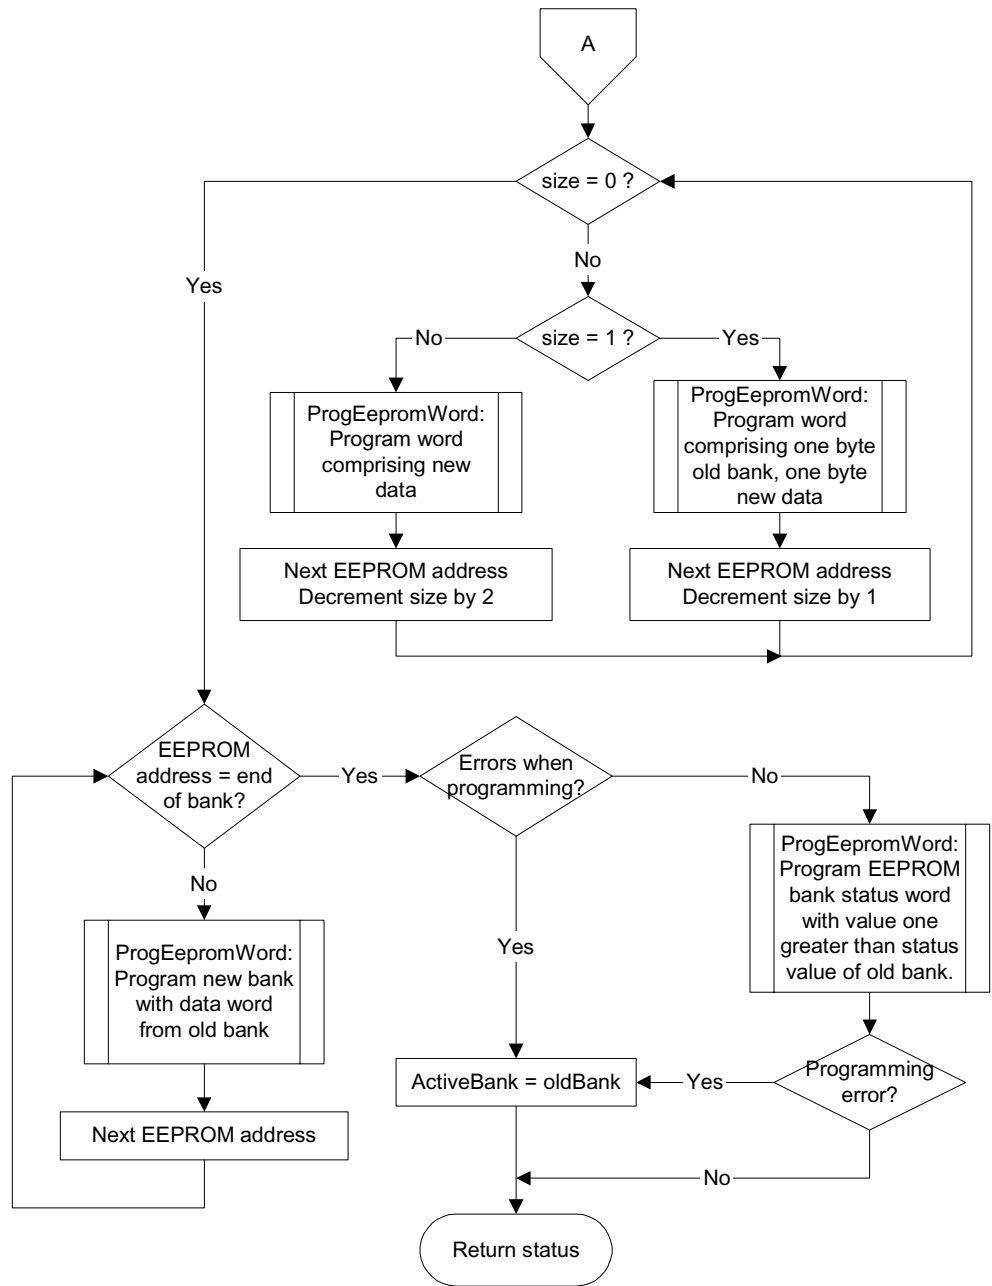 A
size = 0 ?
Yes
No
size = 1 ?
No
Yes
ProgEepromWord:
Program word
comprising new
data
ProgEepromWord:
Program word
comprising one byte
old bank, one byte
new data
Next EEPROM address
Decrement size by 2
Next EEPROM address
Decrement size by 1
EEPROM
address = end
of bank?
Yes
Errors when
programming?
No
No
ProgEepromWord:
Program new bank
with data word
from old bank
Next EEPROM address
Yes
ProgEepromWord:
Program EEPROM
bank status word
with value one
greater than status
value of old bank.
ActiveBank = oldBank
Yes
Programming
error?
No
Return status